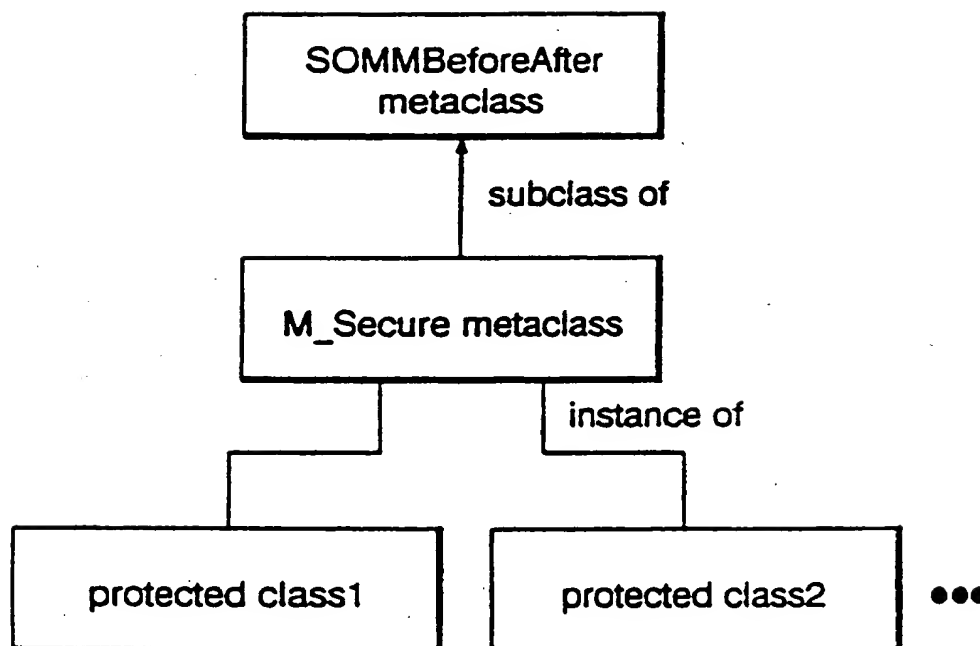 SOMMBeforeAfter
metaclass
subclass of
M_Secure metaclass
instance of
protected class1
protected class2
•••